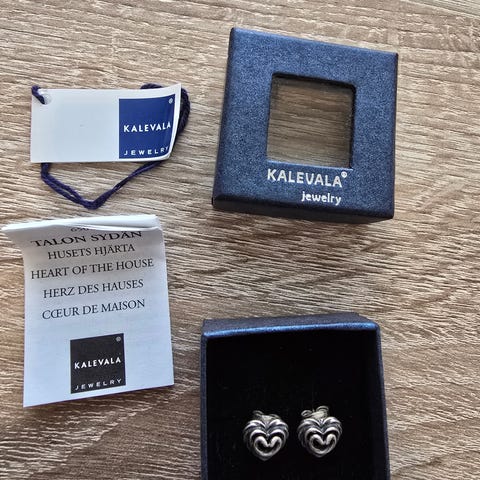 KALEVALA®
JEWELRY
KALEVALA®
jewelry
TALON SYDÄN
HUSETS HJÄRTA
HEART OF THE HOUSE
HERZ DES HAUSES
CŒUR DE MAISON
KALEVALA®
JEWELRY